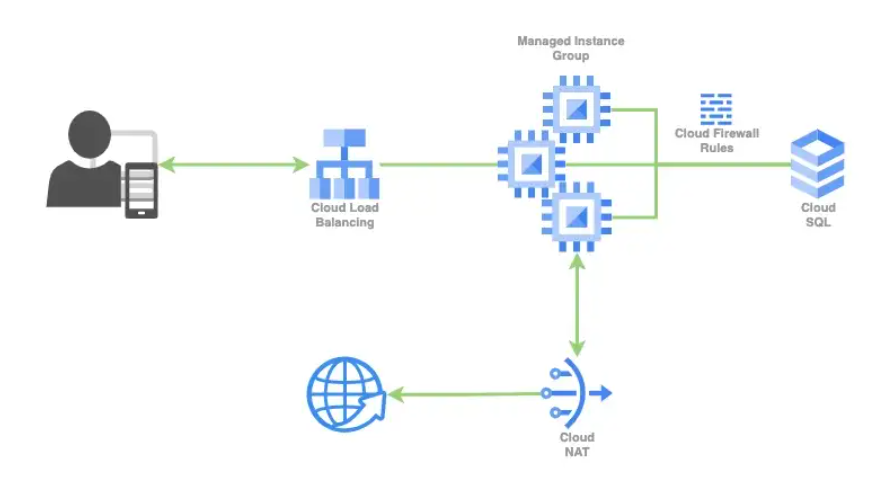 Managed Instance
Group
Cloud Firewall
Rules
Cloud Load
Balancing
Cloud
SQL
Cloud
NAT